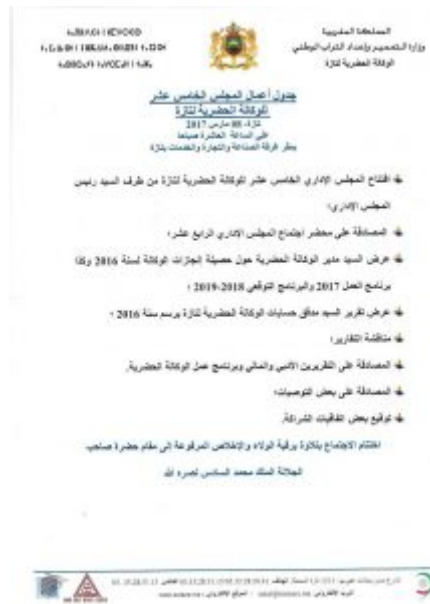 المملكة المغربية
وزارة التعمير وإعداد التراب الوطني
الوكالة الحضرية لتازة
جدول أعمال المجلس الخامس عشر
للوكالة الحضرية لتازة
تازة، 08 مارس 2017
على الساعة العاشرة صباحا
بمقر غرفة الصناعة والتجارة والخدمات بتازة
افتتاح المجلس الإداري الخامس عشر للوكالة الحضرية لتازة من طرف السيد رئيس
المجلس الإداري؛
المصادقة على محضر اجتماع المجلس الإداري الرابع عشر؛
عرض السيد مدير الوكالة الحضرية حول حصيلة إنجازات الوكالة لسنة 2016 وكذا
برنامج العمل 2017 والبرنامج التوقعي 2018-2019 ؛
عرض تقرير السيد مدقق حسابات الوكالة الحضرية لتازة برسم سنة 2016 ؛
مناقشة التقارير؛
المصادقة على التقريرين الأدبي والمالي وبرنامج عمل الوكالة الحضرية.
المصادقة على بعض التوصيات؛
توقيع بعض اتفاقيات الشراكة.
اختتام الاجتماع بتلاوة برقية الولاء والإخلاص المرفوعة إلى مقام حضرة صاحب
الجلالة الملك محمد السادس نصره الله